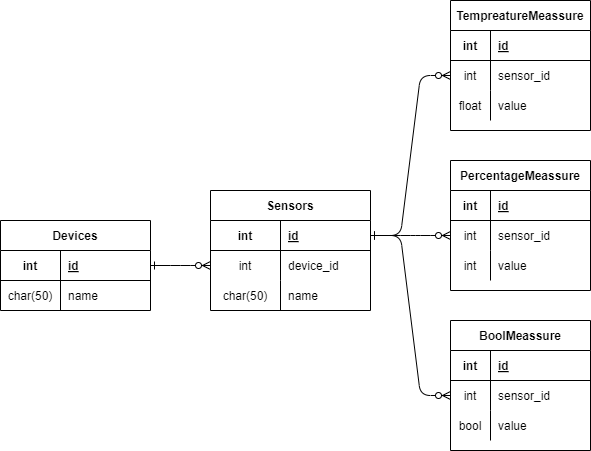 Devices
int id
char(50) name
Sensors
int id
int device_id
char(50) name
TempreatureMeassure
int id
int sensor_id
float value
PercentageMeassure
int id
int sensor_id
int value
BoolMeassure
int id
int sensor_id
bool value